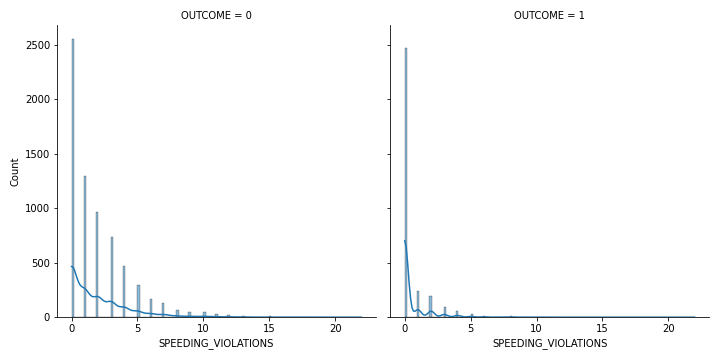 OUTCOME = 0
OUTCOME = 1
2500
2000
1500
1000
500
0
Count
0 5 10 15 20
SPEEDING_VIOLATIONS
0 5 10 15 20
SPEEDING_VIOLATIONS